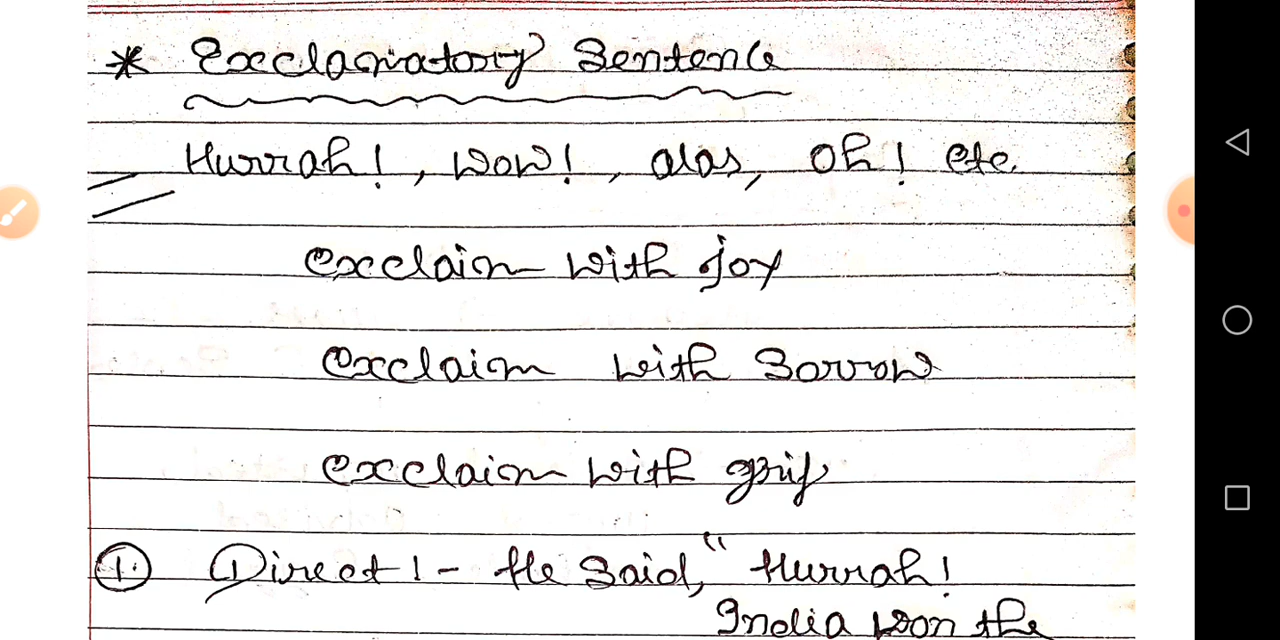 * Exclamatory Sentence
Hurrah!, Wow!, alas, Oh! etc.
exclaim with joy
exclaim with Sorrow
exclaim with grif
① Direct!- He Said, "Hurrah!
India won the